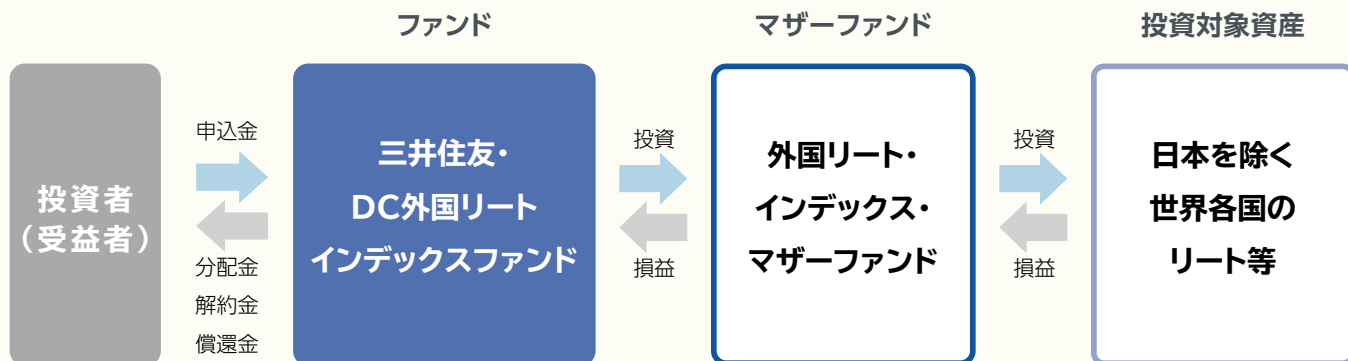 ファンド
マザーファンド
投資対象資産
投資者
（受益者）
申込金
分配金
解約金
償還金
三井住友・
DC外国リート
インデックスファンド
投資
損益
外国リート・
インデックス・
マザーファンド
投資
損益
日本を除く
世界各国の
リート等